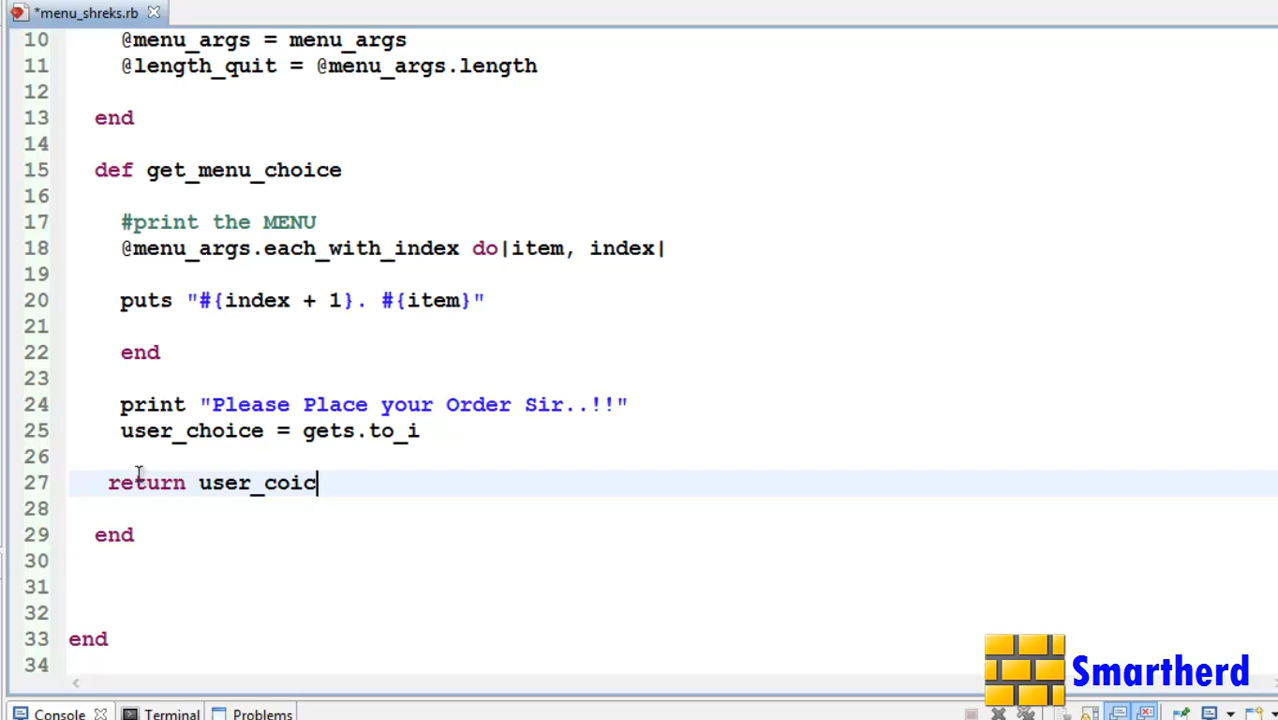 *menu_shreks.rb
10 @menu_args = menu_args
11 @length_quit = @menu_args.length
12
13 end
14
15 def get_menu_choice
16
17 #print the MENU
18 @menu_args.each_with_index do|item, index|
19
20 puts "#{index + 1}. #{item}"
21
22 end
23
24 print "Please Place your Order Sir..!!"
25 user_choice = gets.to_i
26
27 return user_coic
28
29 end
30
31
32
33 end
34
Smartherd
Console Terminal Problems